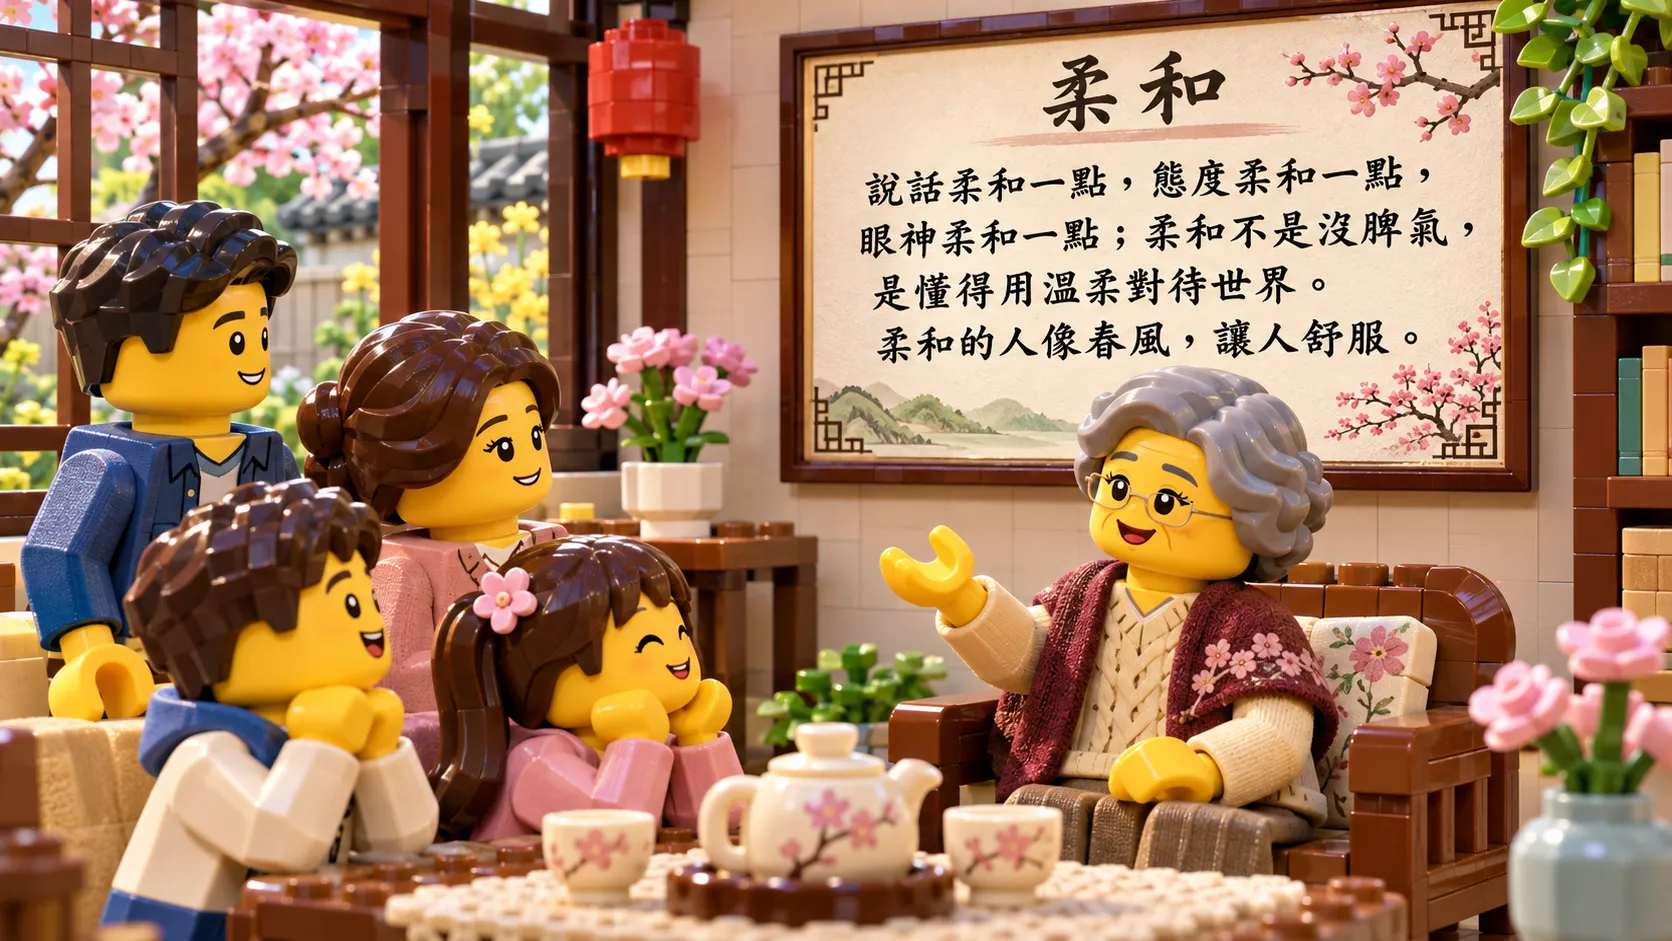 柔和
說話柔和一點，態度柔和一點，
眼神柔和一點；柔和不是沒脾氣，
是懂得用溫柔對待世界。
柔和的人像春風，讓人舒服。